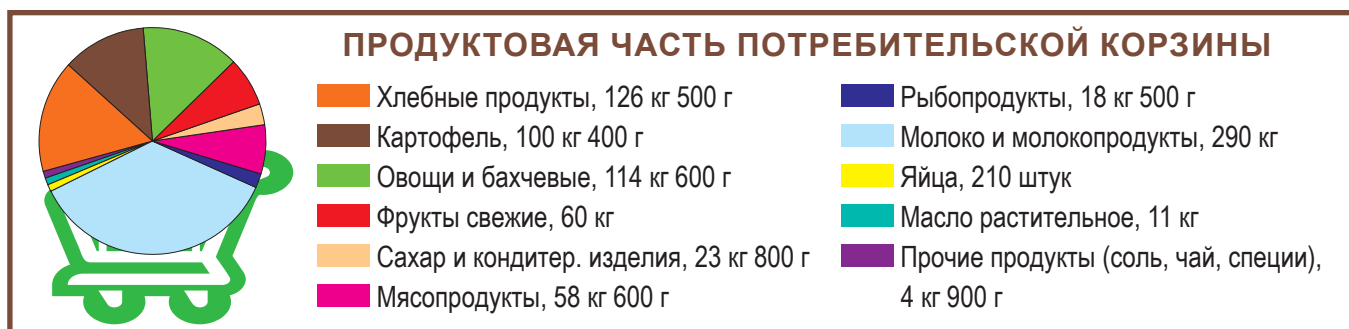 ПРОДУКТОВАЯ ЧАСТЬ ПОТРЕБИТЕЛЬСКОЙ КОРЗИНЫ
Хлебные продукты, 126 кг 500 г
Картофель, 100 кг 400 г
Овощи и бахчевые, 114 кг 600 г
Фрукты свежие, 60 кг
Сахар и кондитер. изделия, 23 кг 800 г
Мясопродукты, 58 кг 600 г
Рыбопродукты, 18 кг 500 г
Молоко и молокопродукты, 290 кг
Яйца, 210 штук
Масло растительное, 11 кг
Прочие продукты (соль, чай, специи),
4 кг 900 г